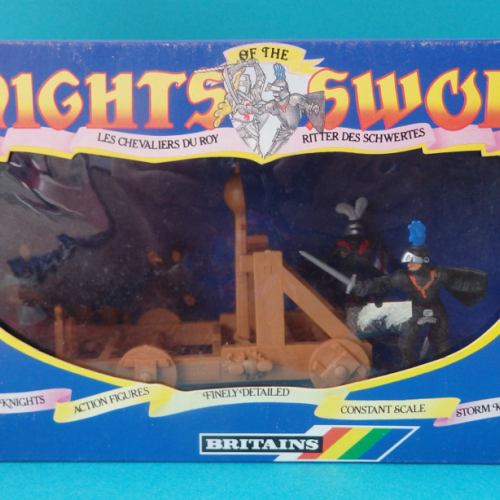 OF THE
NIGHTS SWO
LES CHEVALIERS DU ROY
RITTER DES SCHWERTES
KNIGHTS
ACTION FIGURES
FINELY DETAILED
CONSTANT SCALE
STORM K
BRITAINS